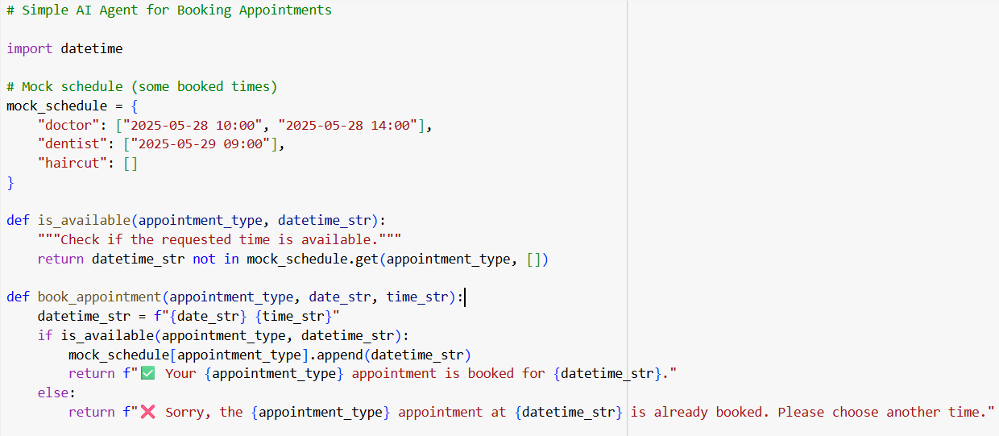 # Simple AI Agent for Booking Appointments
import datetime
# Mock schedule (some booked times)
mock_schedule = {
    "doctor": ["2025-05-28 10:00", "2025-05-28 14:00"],
    "dentist": ["2025-05-29 09:00"],
    "haircut": []
}
def is_available(appointment_type, datetime_str):
    """Check if the requested time is available."""
    return datetime_str not in mock_schedule.get(appointment_type, [])
def book_appointment(appointment_type, date_str, time_str):
    datetime_str = f"{date_str} {time_str}"
    if is_available(appointment_type, datetime_str):
        mock_schedule[appointment_type].append(datetime_str)
        return f"✅ Your {appointment_type} appointment is booked for {datetime_str}."
    else:
        return f"❌ Sorry, the {appointment_type} appointment at {datetime_str} is already booked. Please choose another time."